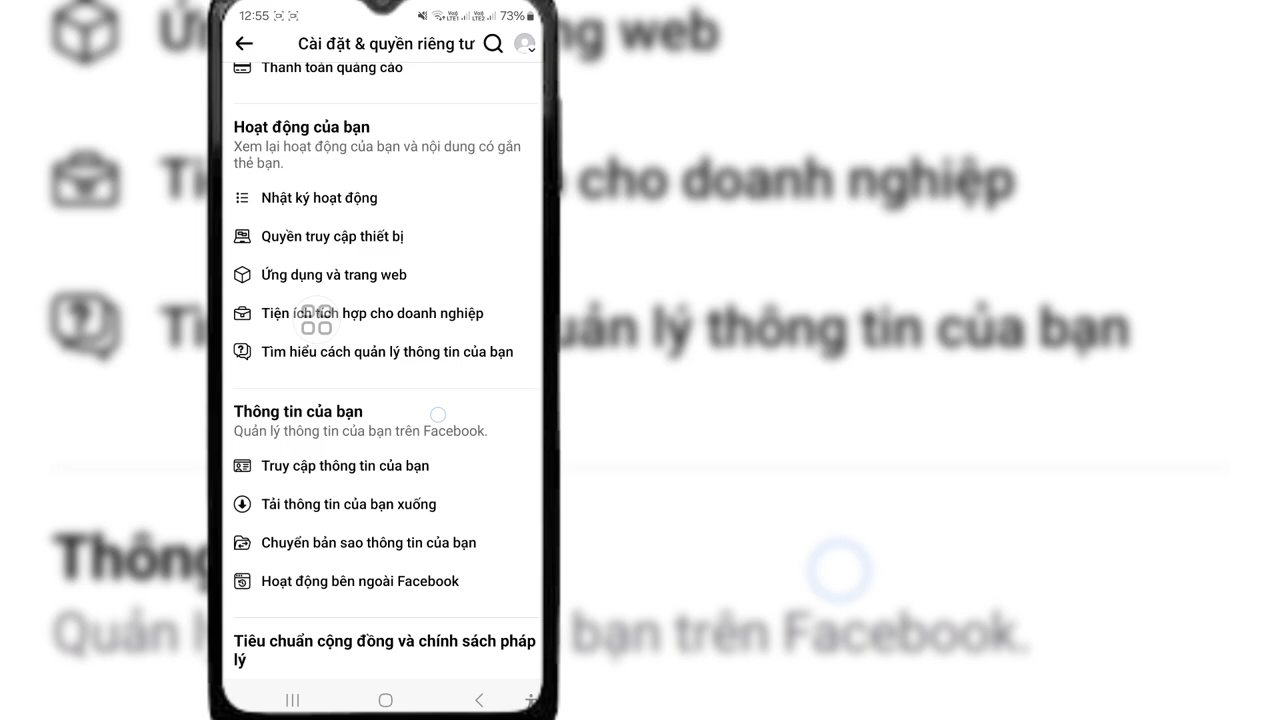 12:55
73%
Cài đặt & quyền riêng tư
Thanh toán quảng cáo
Hoạt động của bạn
Xem lại hoạt động của bạn và nội dung có gắn
thẻ bạn.
Nhật ký hoạt động
Quyền truy cập thiết bị
Ứng dụng và trang web
Tiện ích tích hợp cho doanh nghiệp
Tìm hiểu cách quản lý thông tin của bạn
Thông tin của bạn
Quản lý thông tin của bạn trên Facebook.
Truy cập thông tin của bạn
Tải thông tin của bạn xuống
Chuyển bản sao thông tin của bạn
Hoạt động bên ngoài Facebook
Tiêu chuẩn cộng đồng và chính sách pháp
lý
ng web
cho doanh nghiệp
uản lý thông tin của bạn
Thông
Quản
bạn trên Facebook.